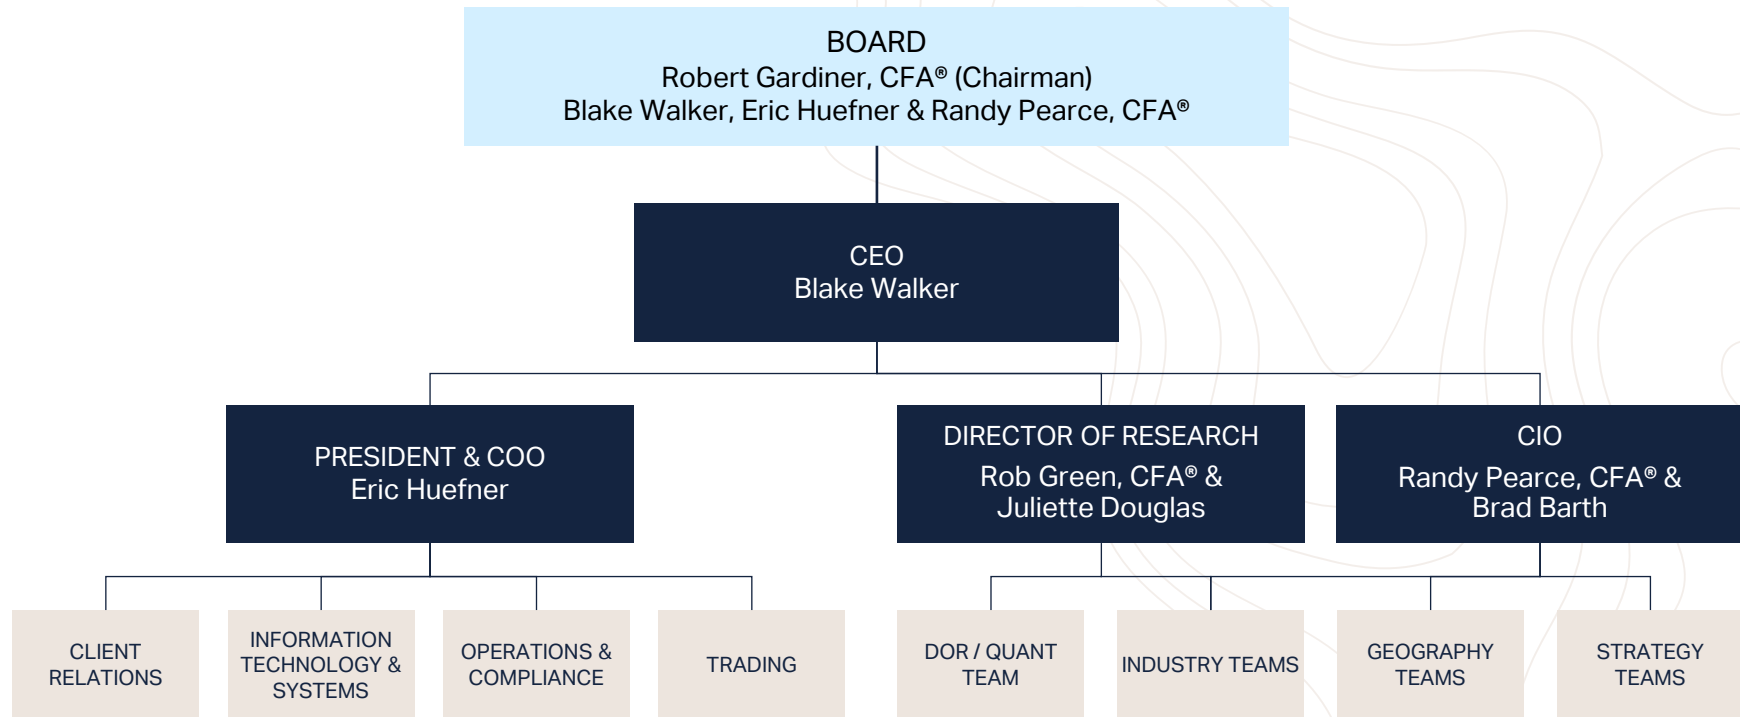 BOARD
Robert Gardiner, CFA® (Chairman)
Blake Walker, Eric Huefner & Randy Pearce, CFA®
CEO
Blake Walker
PRESIDENT & COO
Eric Huefner
DIRECTOR OF RESEARCH
Rob Green, CFA® &
Juliette Douglas
CIO
Randy Pearce, CFA® &
Brad Barth
CLIENT
RELATIONS
INFORMATION
TECHNOLOGY &
SYSTEMS
OPERATIONS &
COMPLIANCE
TRADING
DOR / QUANT
TEAM
INDUSTRY TEAMS
GEOGRAPHY
TEAMS
STRATEGY
TEAMS